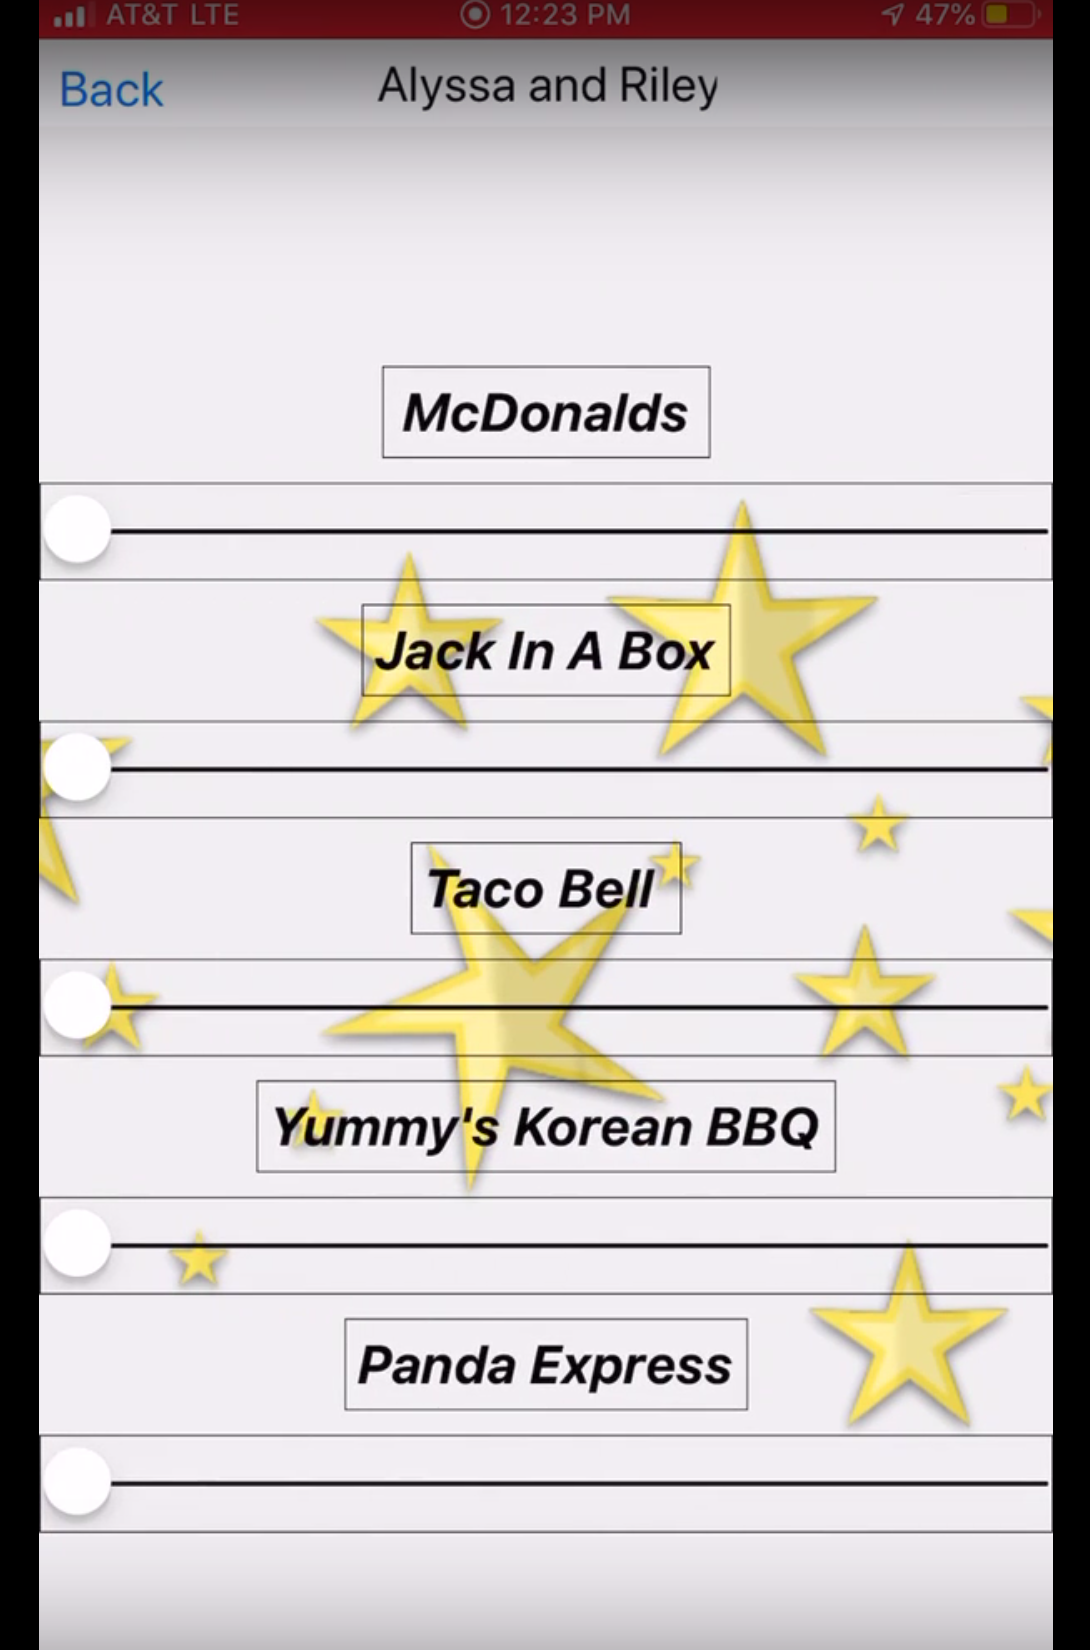 AT&T LTE 12:23 PM 47%
Back Alyssa and Riley
McDonalds
Jack In A Box
Taco Bell
Yummy's Korean BBQ
Panda Express